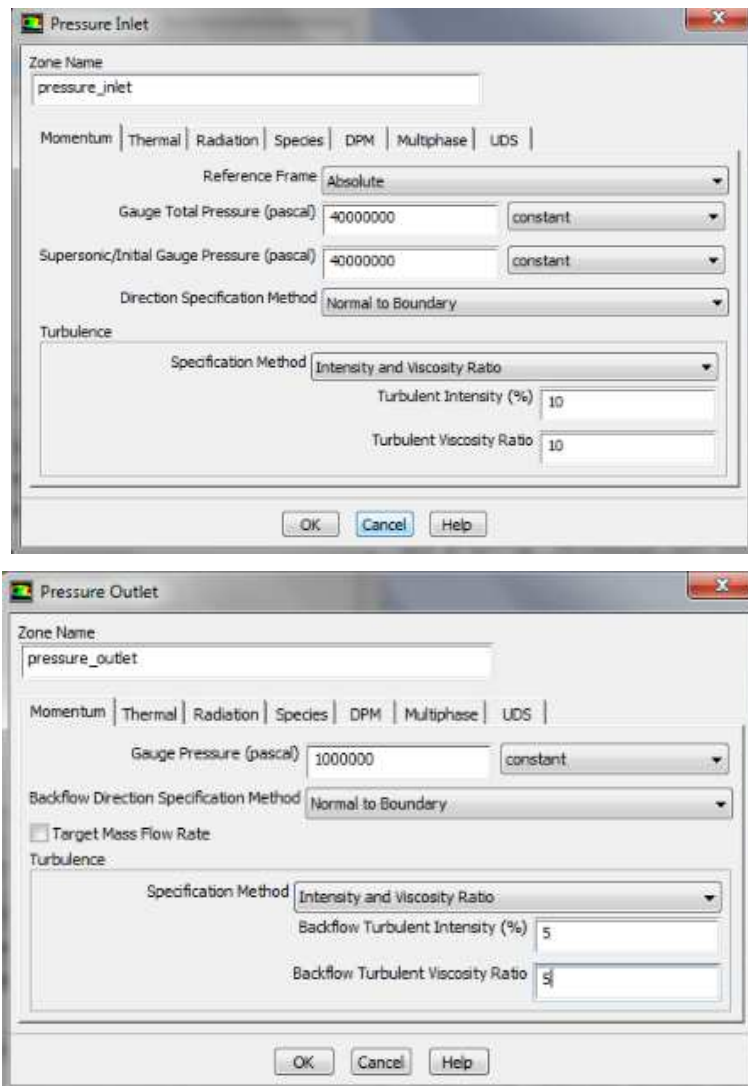 Pressure Inlet
Zone Name
pressure_inlet
Momentum Thermal Radiation Species DPM Multiphase UDS
Reference Frame Absolute
Gauge Total Pressure (pascal) 40000000 constant
Supersonic/Initial Gauge Pressure (pascal) 40000000 constant
Direction Specification Method Normal to Boundary
Turbulence
Specification Method Intensity and Viscosity Ratio
Turbulent Intensity (%) 10
Turbulent Viscosity Ratio 10
OK Cancel Help
Pressure Outlet
Zone Name
pressure_outlet
Momentum Thermal Radiation Species DPM Multiphase UDS
Gauge Pressure (pascal) 1000000 constant
Backflow Direction Specification Method Normal to Boundary
Target Mass Flow Rate
Turbulence
Specification Method Intensity and Viscosity Ratio
Backflow Turbulent Intensity (%) 5
Backflow Turbulent Viscosity Ratio 5
OK Cancel Help